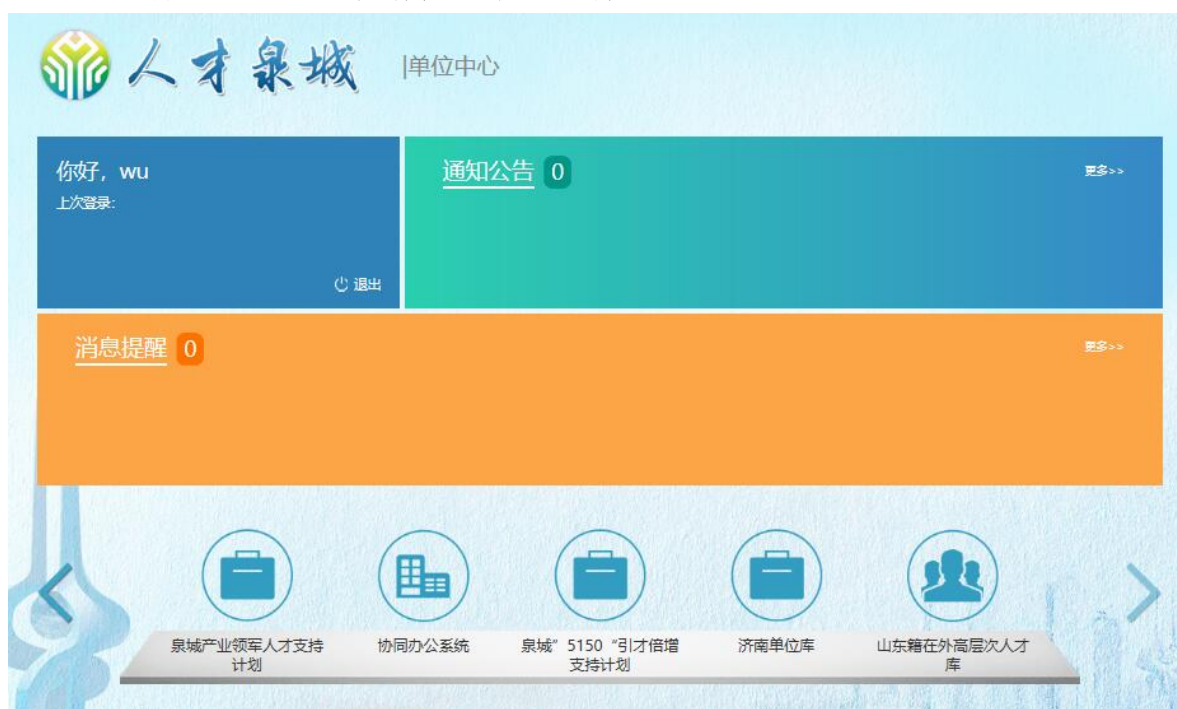 人才泉城 |单位中心
你好，wu
上次登录：
退出
通知公告 0
更多>>
消息提醒 0
更多>>
泉城产业领军人才支持
计划
协同办公系统
泉城”5150“引才倍增
支持计划
济南单位库
山东籍在外高层次人才
库